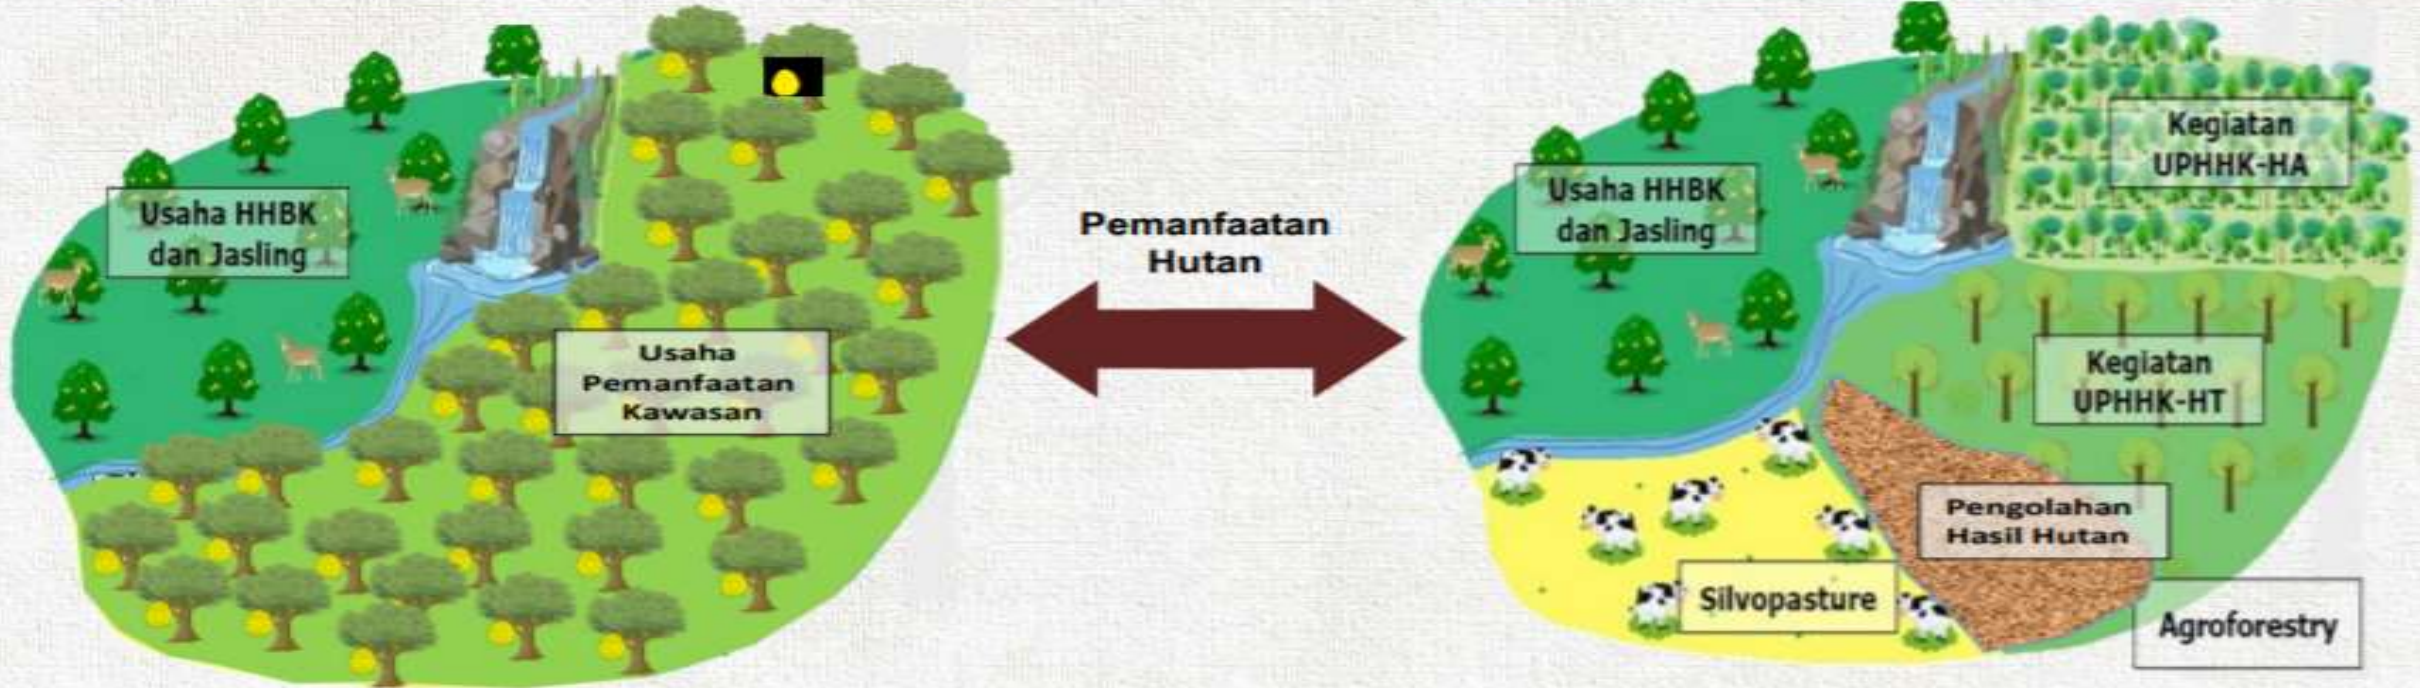 Usaha HHBK
dan Jasling
Usaha
Pemanfaatan
Kawasan
Pemanfaatan
Hutan
Usaha HHBK
dan Jasling
Kegiatan
UPHHK-HA
Kegiatan
UPHHK-HT
Pengolahan
Hasil Hutan
Silvopasture
Agroforestry